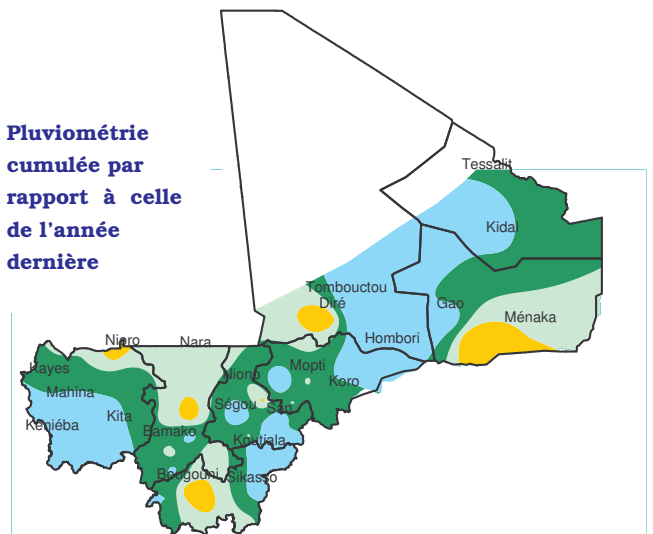 Pluviométrie
cumulée par
rapport à celle
de l'année
dernière
Tessalit
Kidal
Tombouctou
Diré
Gao
Ménaka
Hombori
Nioro
Nara
Kayes
Niono
Mopti
Koro
Mahina
Kita
Ségou
San
Kéniéba
Bamako
Koutiala
Bougouni
Sikasso